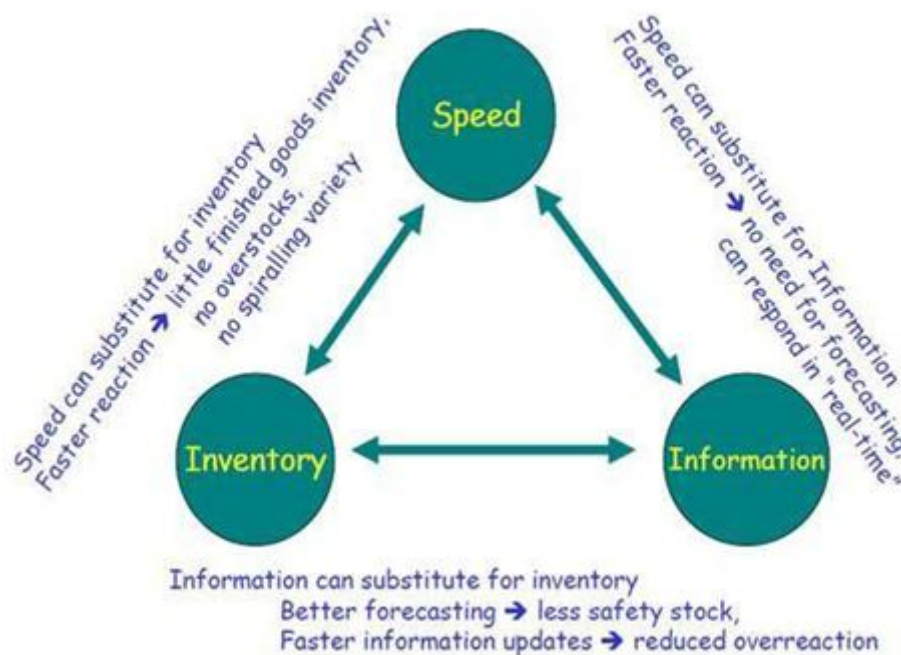 Speed
Inventory
Information
Speed can substitute for inventory
Faster reaction ➔ little finished goods inventory,
no overstocks,
no spiralling variety
Speed can substitute for Information
Faster reaction ➔ no need for forecasting,
can respond in "real-time"
Information can substitute for inventory
Better forecasting ➔ less safety stock,
Faster information updates ➔ reduced overreaction